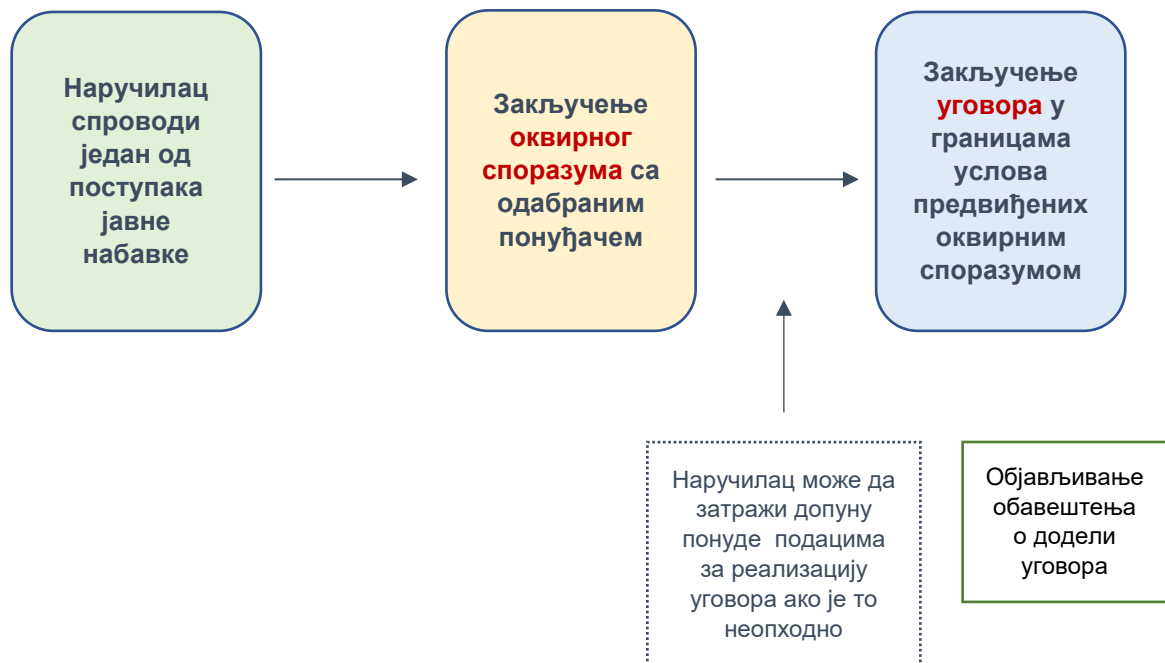 Наручилац
спроводи
један од
поступака
јавне
набавке
Закључење
оквирног
споразума са
одабраним
понуђачем
Закључење
уговора у
границама
услова
предвиђених
оквирним
споразумом
Наручилац може да
затражи допуну
понуде подацима
за реализацију
уговора ако је то
неопходно
Објављивање
обавештења
о додели
уговора